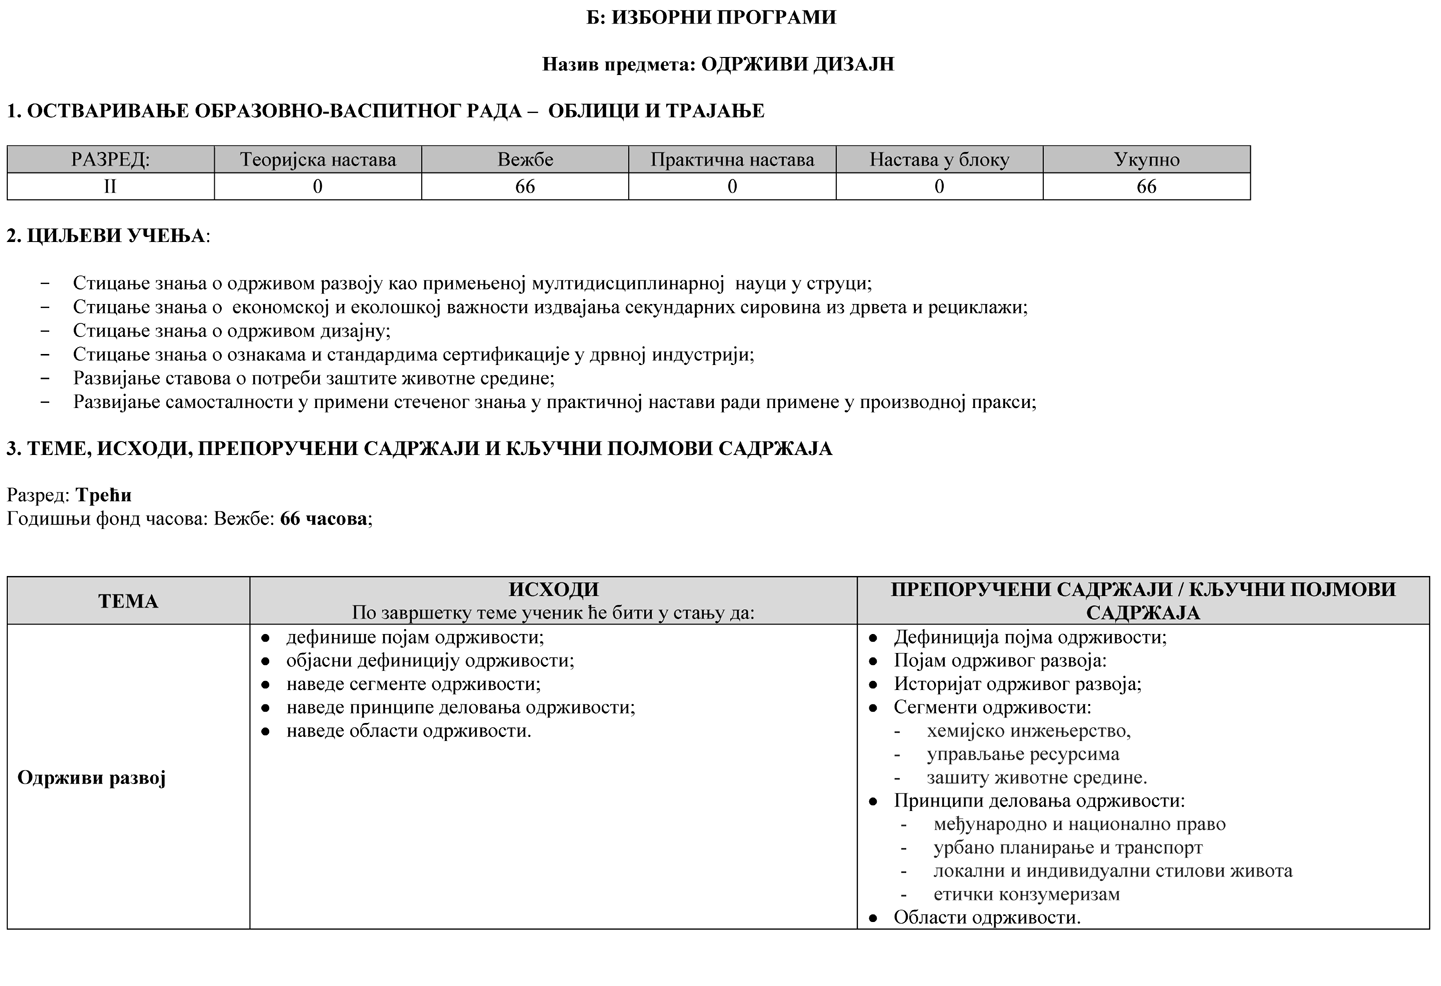 Б: ИЗБОРНИ ПРОГРАМИ
Назив предмета: ОДРЖИВИ ДИЗАЈН
1. ОСТВАРИВАЊЕ ОБРАЗОВНО-ВАСПИТНОГ РАДА – ОБЛИЦИ И ТРАЈАЊЕ
РАЗРЕД: Теоријска настава Вежбе Практична настава Настава у блоку Укупно
II 0 66 0 0 66
2. ЦИЉЕВИ УЧЕЊА:
- Стицање знања о одрживом развоју као примењеној мултидисциплинарној науци у струци;
- Стицање знања о економској и еколошкој важности издвајања секундарних сировина из дрвета и рециклажи;
- Стицање знања о одрживом дизајну;
- Стицање знања о ознакама и стандардима сертификације у дрвној индустрији;
- Развијање ставова о потреби заштите животне средине;
- Развијање самосталности у примени стеченог знања у практичној настави ради примене у производној пракси;
3. ТЕМЕ, ИСХОДИ, ПРЕПОРУЧЕНИ САДРЖАЈИ И КЉУЧНИ ПОЈМОВИ САДРЖАЈА
Разред: Трећи
Годишњи фонд часова: Вежбе: 66 часова;
ТЕМА
ИСХОДИ
По завршетку теме ученик ће бити у стању да:
ПРЕПОРУЧЕНИ САДРЖАЈИ / КЉУЧНИ ПОЈМОВИ
САДРЖАЈА
Одрживи развој
● дефинише појам одрживости;
● објасни дефиницију одрживости;
● наведе сегменте одрживости;
● наведе принципе деловања одрживости;
● наведе области одрживости.
● Дефиниција појма одрживости;
● Појам одрживог развоја:
● Историјат одрживог развоја;
● Сегменти одрживости:
- хемијско инжењерство,
- управљање ресурсима
- зашиту животне средине.
● Принципи деловања одрживости:
- међународно и национално право
- урбано планирање и транспорт
- локални и индивидуални стилови живота
- етички конзумеризам
● Области одрживости.